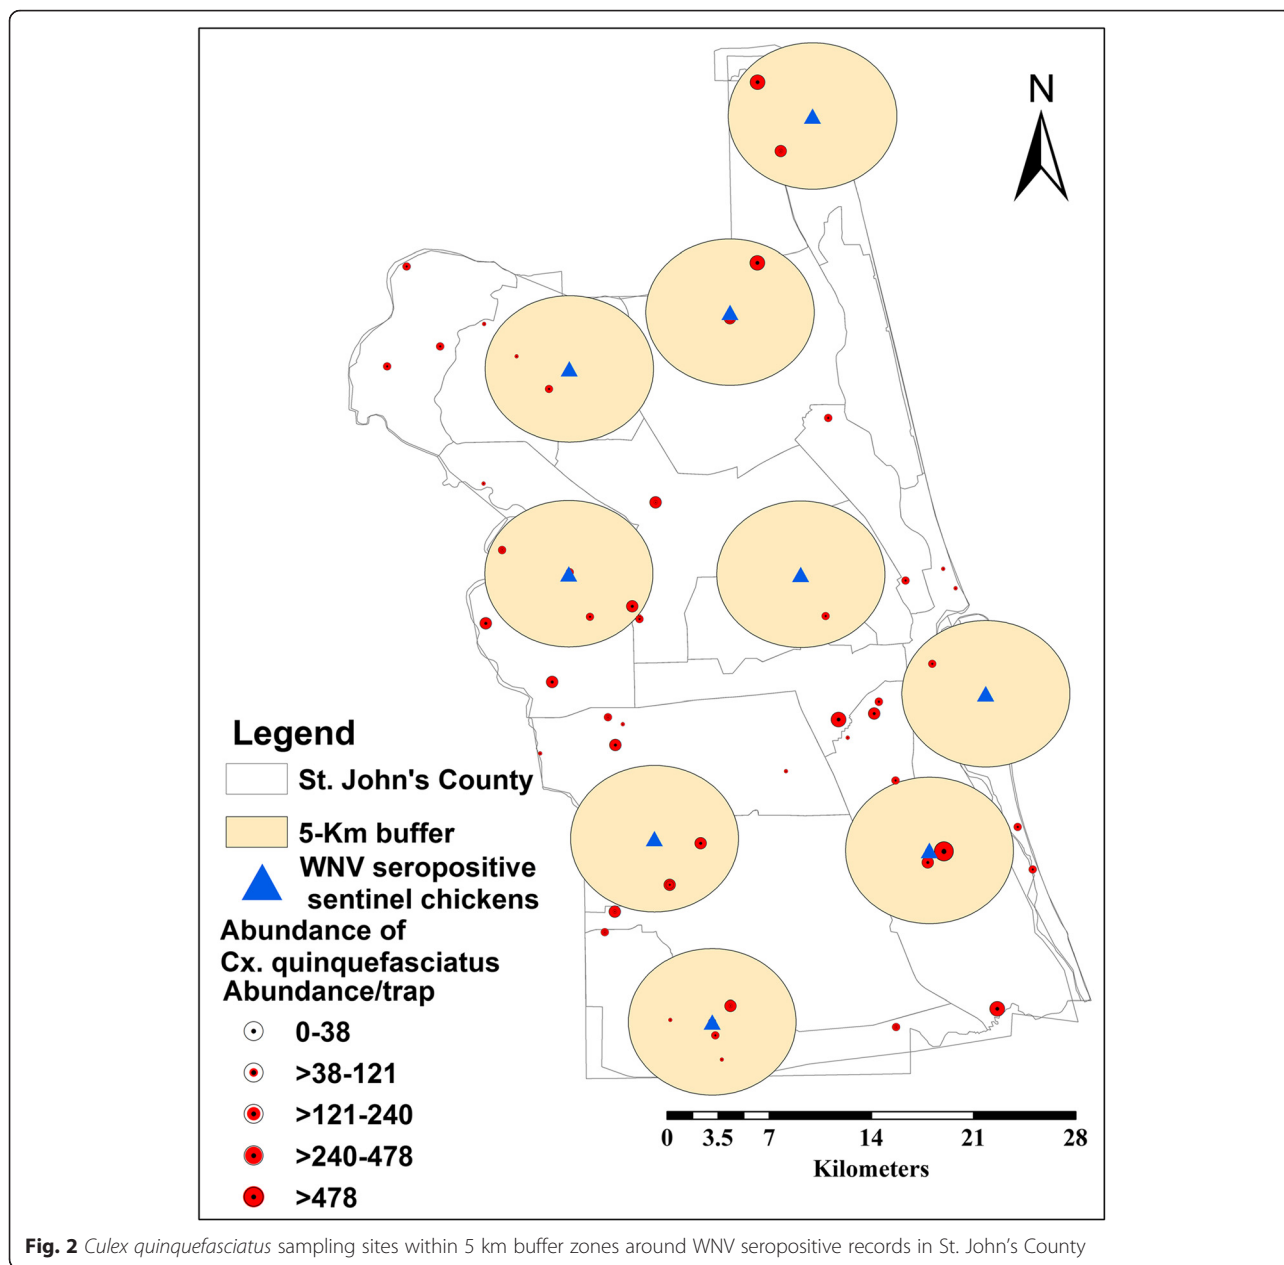 N
Legend
St. John's County
5-Km buffer
WNV seropositive
sentinel chickens
Abundance of
Cx. quinquefasciatus
Abundance/trap
0-38
>38-121
>121-240
>240-478
>478
0 3.5 7 14 21 28
Kilometers
Fig. 2 Culex quinquefasciatus sampling sites within 5 km buffer zones around WNV seropositive records in St. John's County